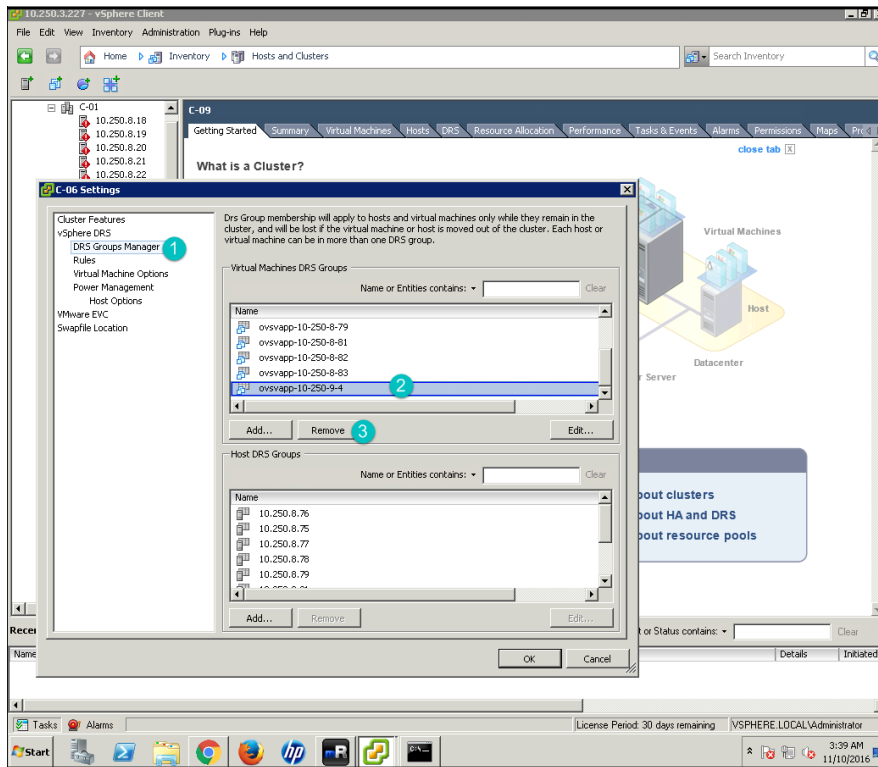 10.250.3.227 - vSphere Client
File Edit View Inventory Administration Plug-ins Help
Home Inventory Hosts and Clusters
Search Inventory
C-01
10.250.8.18
10.250.8.19
10.250.8.20
10.250.8.21
10.250.8.22
C-09
Getting Started Summary Virtual Machines Hosts DRS Resource Allocation Performance Tasks & Events Alarms Permissions Maps
close tab X
What is a Cluster?
Virtual Machines
Host
Datacenter
Server
about clusters
about HA and DRS
about resource pools
C-06 Settings
Cluster Features
vSphere DRS
DRS Groups Manager 1
Rules
Virtual Machine Options
Power Management
Host Options
VMware EVC
Swapfile Location
Drs Group membership will apply to hosts and virtual machines only while they remain in the
cluster, and will be lost if the virtual machine or host is moved out of the cluster. Each host or
virtual machine can be in more than one DRS group.
Virtual Machines DRS Groups
Name or Entities contains: Clear
Name
ovsvapp-10-250-8-79
ovsvapp-10-250-8-81
ovsvapp-10-250-8-82
ovsvapp-10-250-8-83
ovsvapp-10-250-9-4 2
Add... Remove 3 Edit...
Host DRS Groups
Name or Entities contains: Clear
Name
10.250.8.76
10.250.8.75
10.250.8.77
10.250.8.78
10.250.8.79
Add... Remove Edit...
OK Cancel
or Status contains: Clear
Name Details Initiated
Tasks Alarms
License Period: 30 days remaining VSPHERE.LOCAL\Administrator
Start hp mR
3:39 AM
11/10/2016